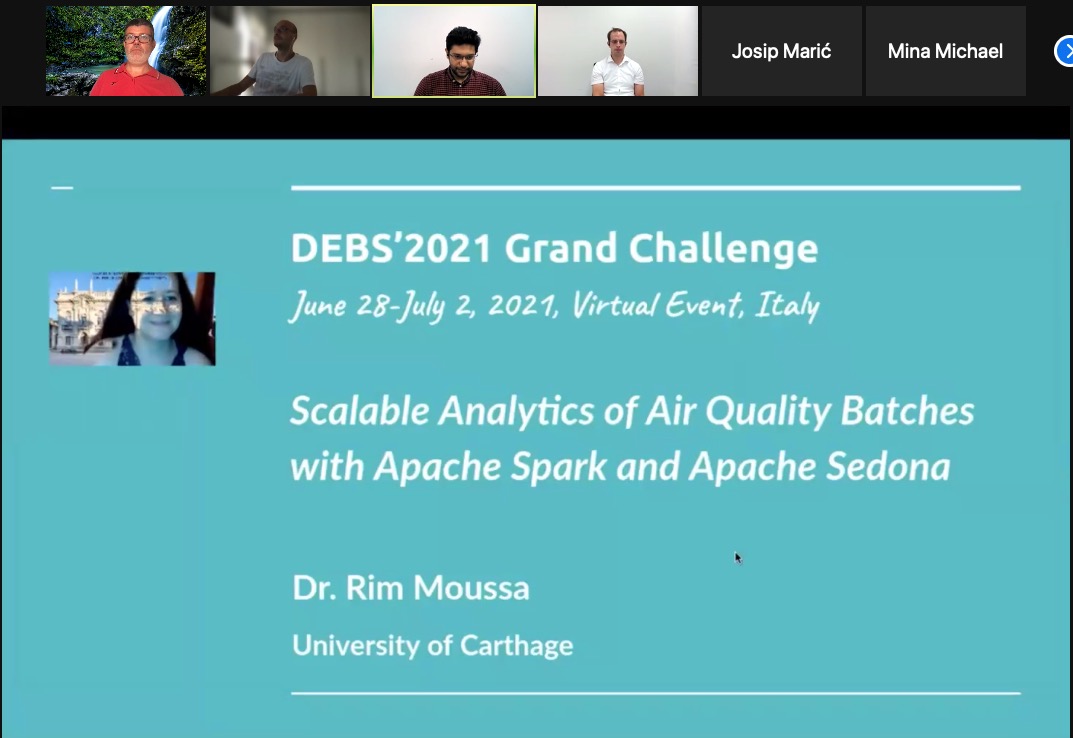 Josip Marić
Mina Michael
DEBS'2021 Grand Challenge
June 28-July 2, 2021, Virtual Event, Italy
Scalable Analytics of Air Quality Batches
with Apache Spark and Apache Sedona
Dr. Rim Moussa
University of Carthage